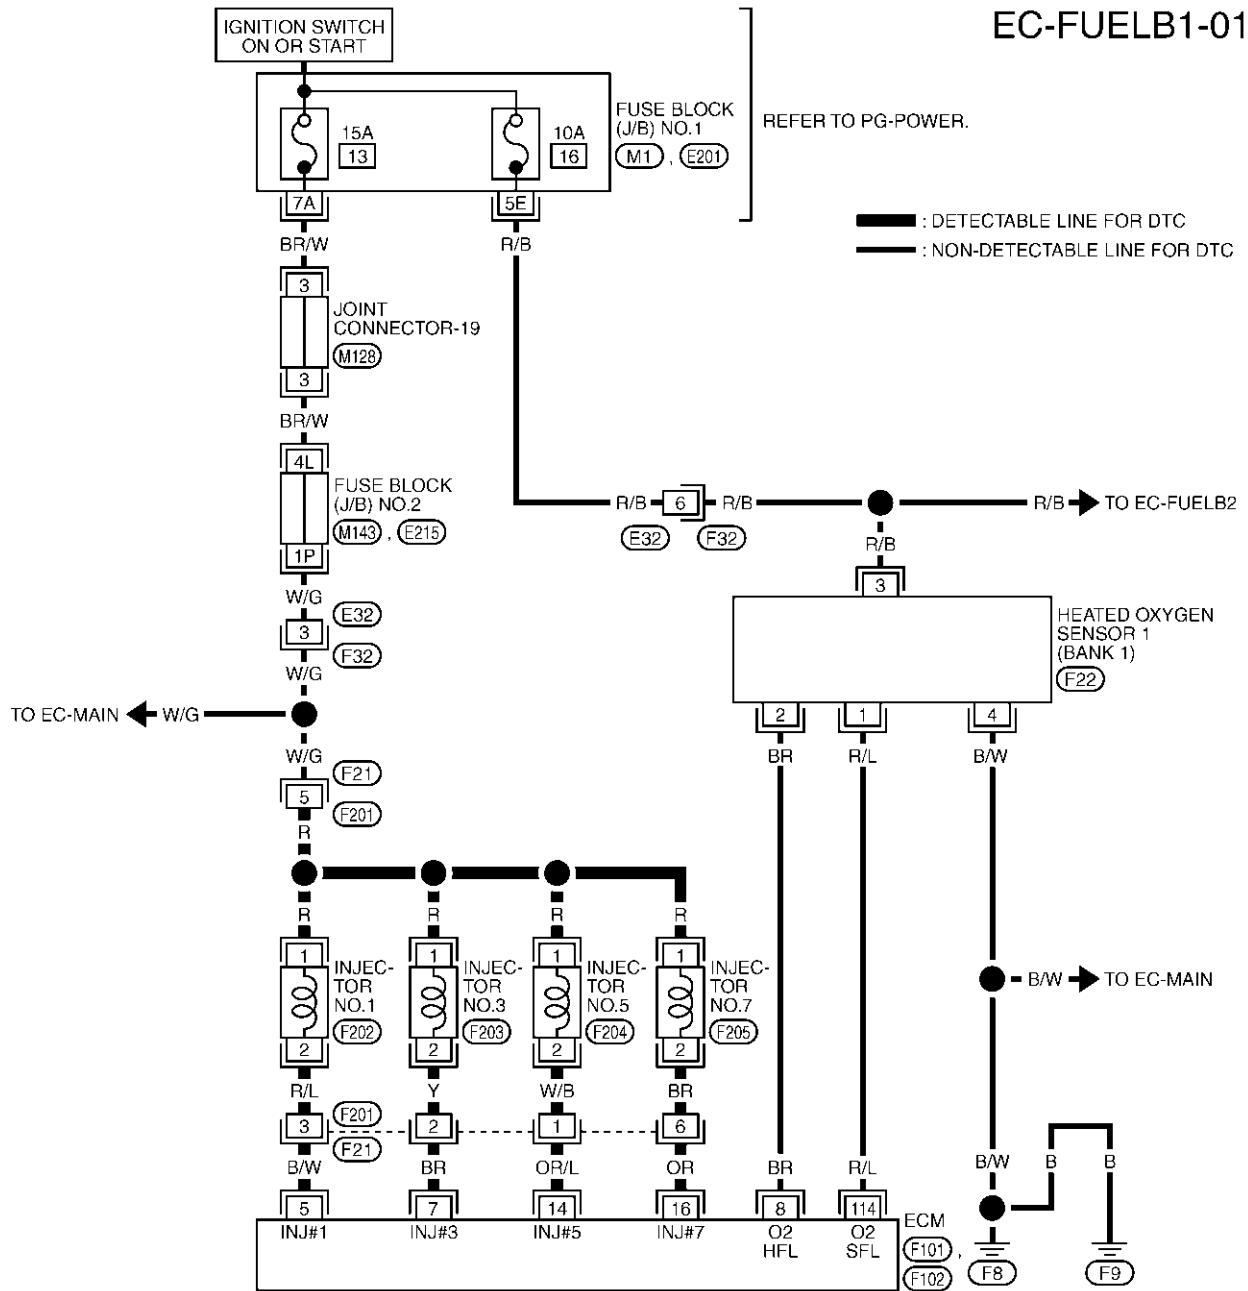 EC-FUELB1-01
IGNITION SWITCH
ON OR START
15A
13
10A
16
FUSE BLOCK
(J/B) NO.1
M1 , E201
REFER TO PG-POWER.
7A
5E
: DETECTABLE LINE FOR DTC
: NON-DETECTABLE LINE FOR DTC
BR/W
R/B
3
JOINT
CONNECTOR-19
M128
3
BR/W
4L
FUSE BLOCK
(J/B) NO.2
M143 , E215
1P
R/B 6 R/B
E32 F32
R/B TO EC-FUELB2
R/B
3
HEATED OXYGEN
SENSOR 1
(BANK 1)
F22
W/G
E32
3
F32
W/G
TO EC-MAIN W/G
W/G
F21
5
F201
R
2 1 4
BR R/L B/W
R R R R
1 1 1 1
INJEC-
TOR
NO.1
F202
INJEC-
TOR
NO.3
F203
INJEC-
TOR
NO.5
F204
INJEC-
TOR
NO.7
F205
B/W TO EC-MAIN
2 2 2 2
R/L Y W/B BR
F201
3 2 1 6
F21
B/W BR OR/L OR BR R/L B/W B B
5 7 14 16 8 114
INJ#1 INJ#3 INJ#5 INJ#7
O2
HFL
O2
SFL
ECM
F101 ,
F102
F8 F9